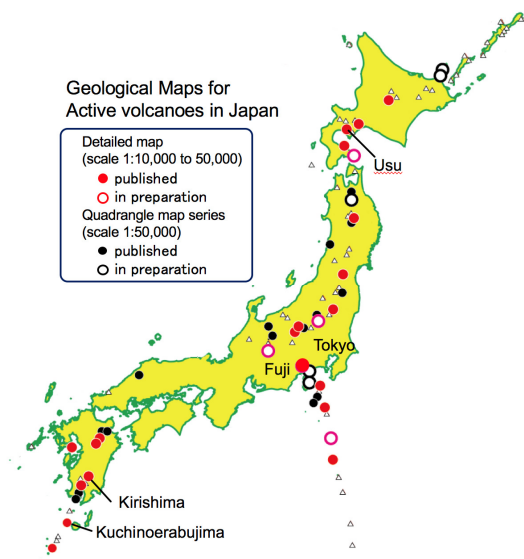 Geological Maps for
Active volcanoes in Japan
Detailed map
(scale 1:10,000 to 50,000)
published
in preparation
Quadrangle map series
(scale 1:50,000)
published
in preparation
Usu
Tokyo
Fuji
Kirishima
Kuchinoerabujima